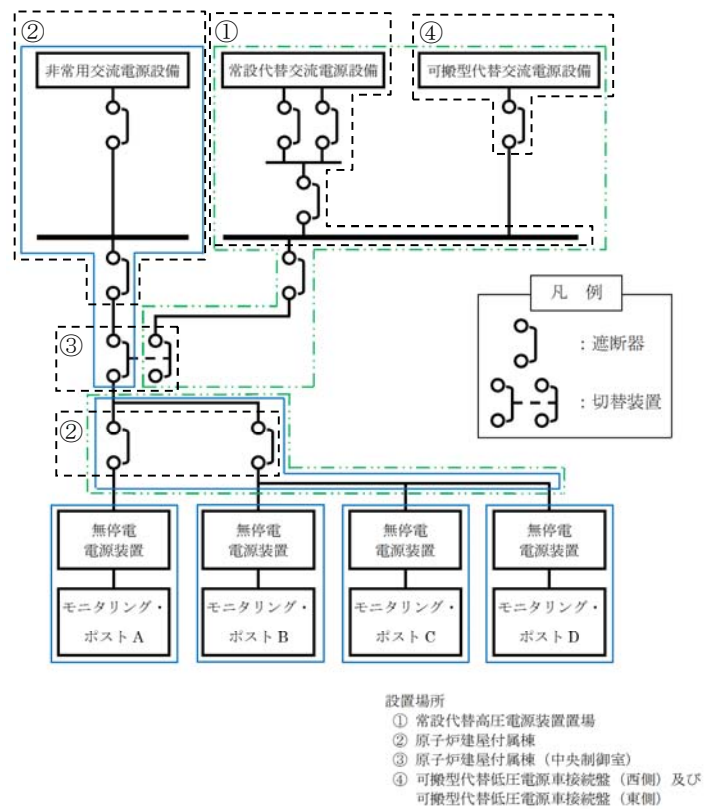 ② ① ④
非常用交流電源設備 常設代替交流電源設備 可搬型代替交流電源設備
凡 例
：遮断器
：切替装置
③
②
無停電 無停電 無停電 無停電
電源装置 電源装置 電源装置 電源装置
モニタリング・ モニタリング・ モニタリング・ モニタリング・
ポスト A ポスト B ポスト C ポスト D
設置場所
① 常設代替高圧電源装置置場
② 原子炉建屋付属棟
③ 原子炉建屋付属棟（中央制御室）
④ 可搬型代替低圧電源車接続盤（西側）及び
可搬型代替低圧電源車接続盤（東側）